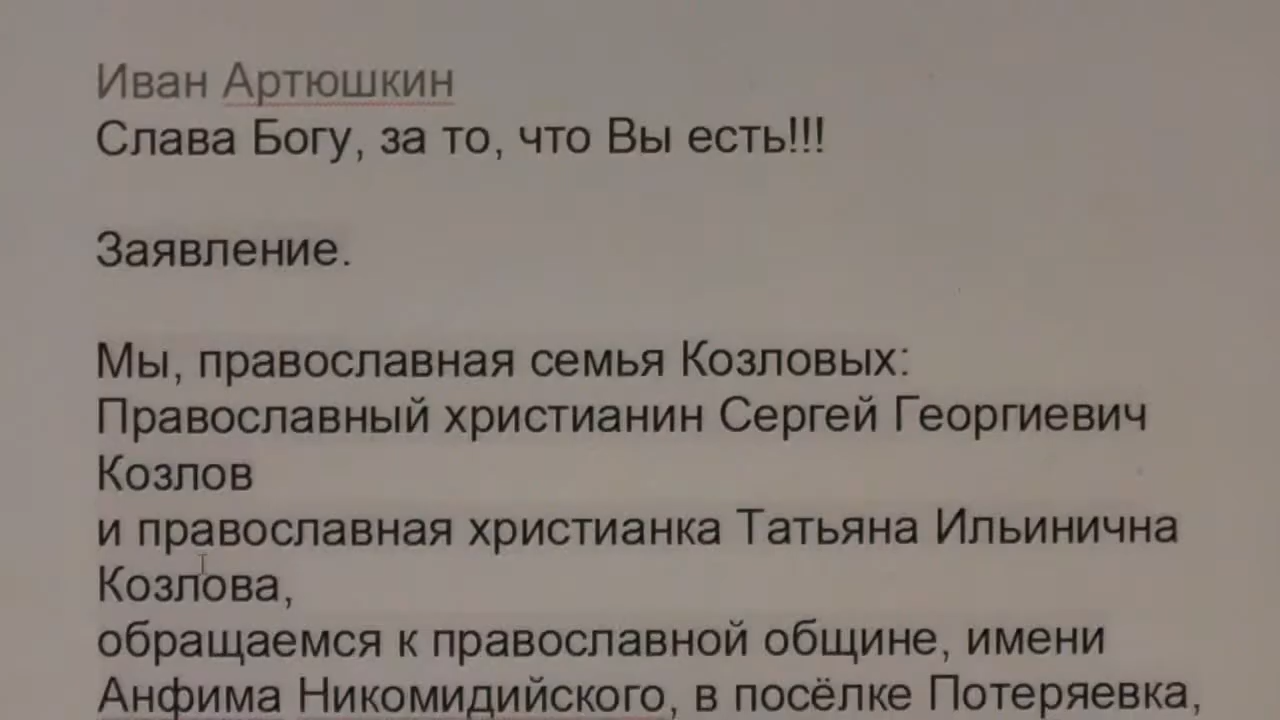 Иван Артюшкин
Слава Богу, за то, что Вы есть!!!
Заявление.
Мы, православная семья Козловых:
Православный христианин Сергей Георгиевич
Козлов
и православная христианка Татьяна Ильинична
Козлова,
обращаемся к православной общине, имени
Анфима Никомидийского, в посёлке Потеряевка,